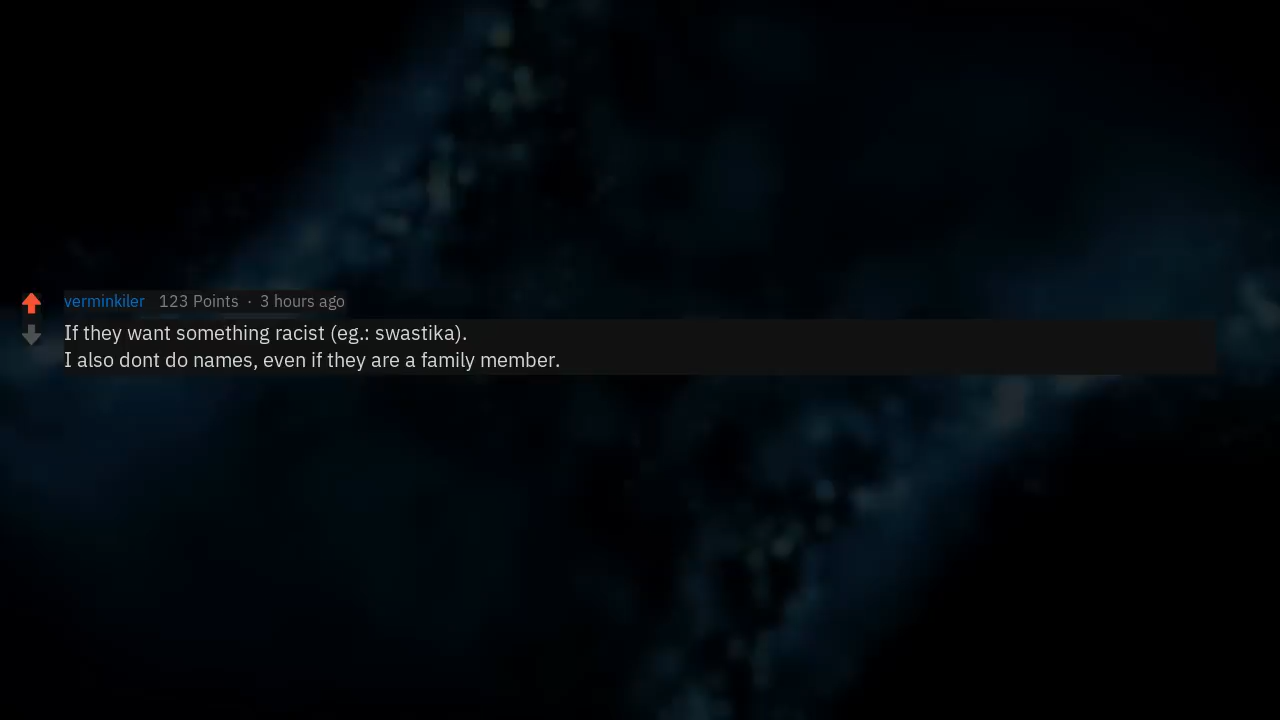 verminkiler 123 Points · 3 hours ago
If they want something racist (eg.: swastika).
I also dont do names, even if they are a family member.